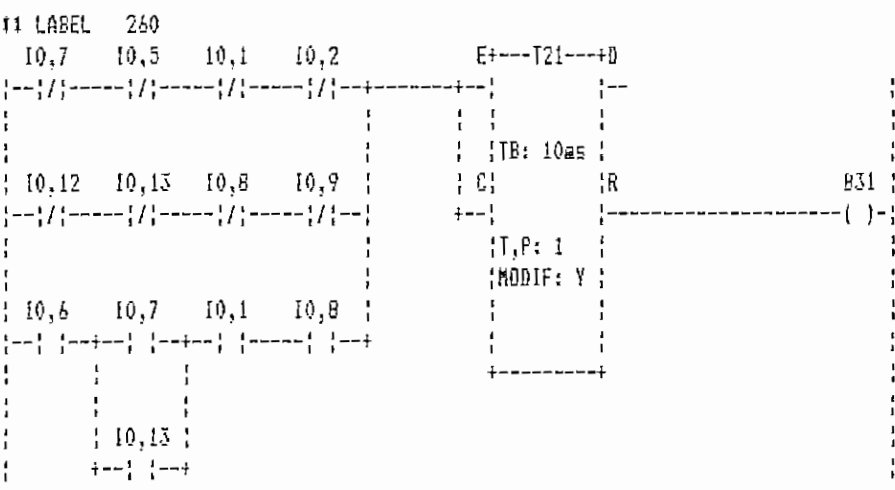 11 LABEL 260
I0,7 I0,5 I0,1 I0,2 E+---T21---+D
|--|/|-----|/|-----|/|-----|/|--+--------+--| |--
TB: 10ms
I0,12 I0,13 I0,8 I0,9 C R B31
|--|/|-----|/|-----|/|-----|/|--| +--| |--------------------( )-|
T,P: 1
MODIF: Y
I0,6 I0,7 I0,1 I0,8
|--| |--+--| |--+--| |-----| |--+
+---------+
I0,13
+--| |--+